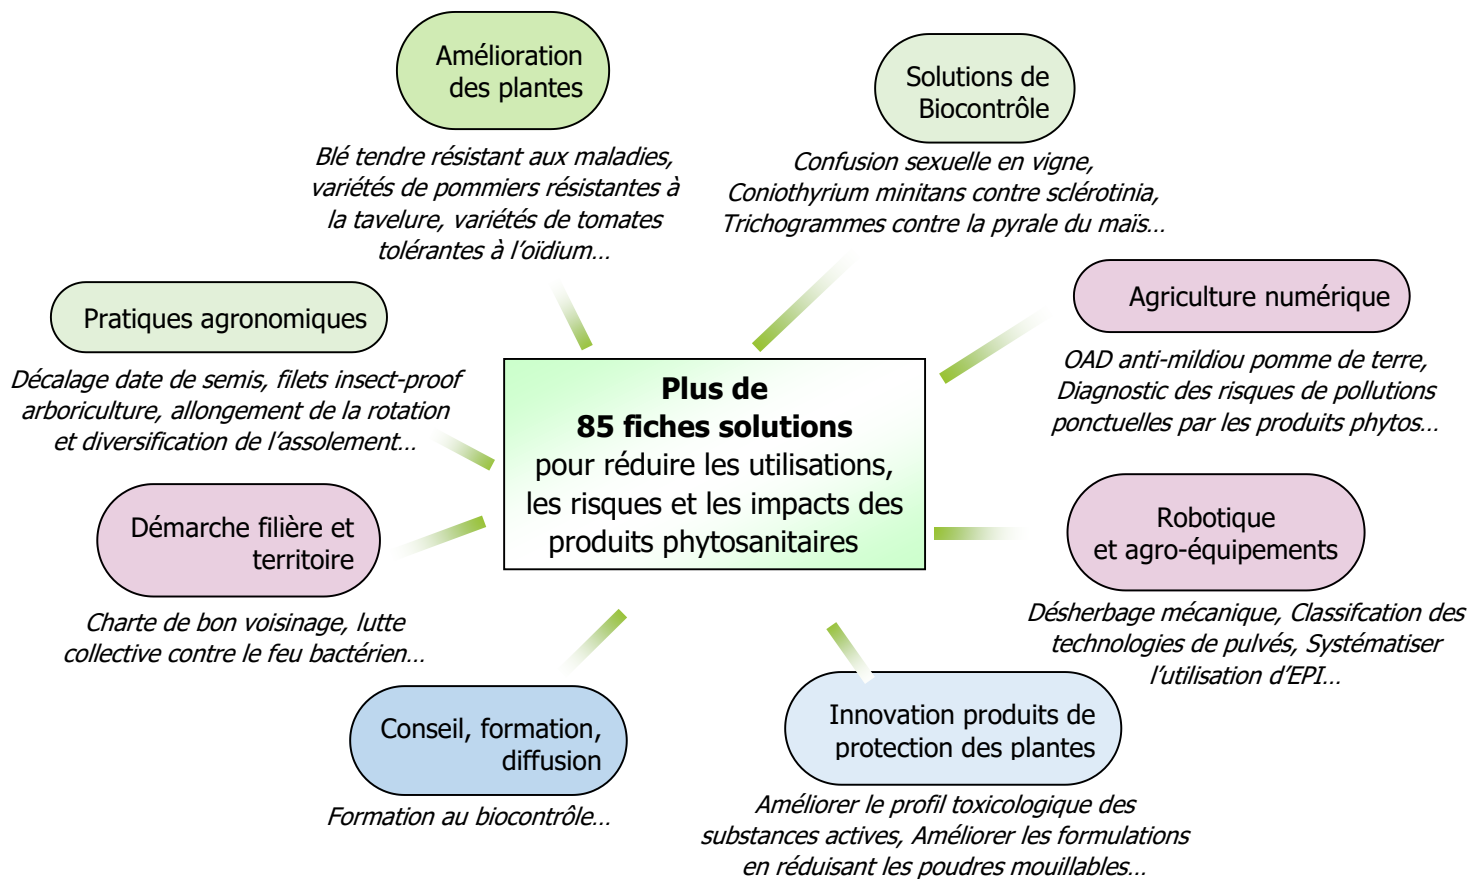 Amélioration
des plantes
Blé tendre résistant aux maladies,
variétés de pommiers résistantes à
la tavelure, variétés de tomates
tolérantes à l’oïdium...
Solutions de
Biocontrôle
Confusion sexuelle en vigne,
Coniothyrium minitans contre sclérotinia,
Trichogrammes contre la pyrale du maïs...
Pratiques agronomiques
Décalage date de semis, filets insect-proof
arboriculture, allongement de la rotation
et diversification de l’assolement...
Agriculture numérique
OAD anti-mildiou pomme de terre,
Diagnostic des risques de pollutions
ponctuelles par les produits phytos...
Plus de
85 fiches solutions
pour réduire les utilisations,
les risques et les impacts des
produits phytosanitaires
Démarche filière et
territoire
Charte de bon voisinage, lutte
collective contre le feu bactérien...
Robotique
et agro-équipements
Désherbage mécanique, Classifcation des
technologies de pulvés, Systématiser
l’utilisation d’EPI...
Conseil, formation,
diffusion
Formation au biocontrôle...
Innovation produits de
protection des plantes
Améliorer le profil toxicologique des
substances actives, Améliorer les formulations
en réduisant les poudres mouillables...